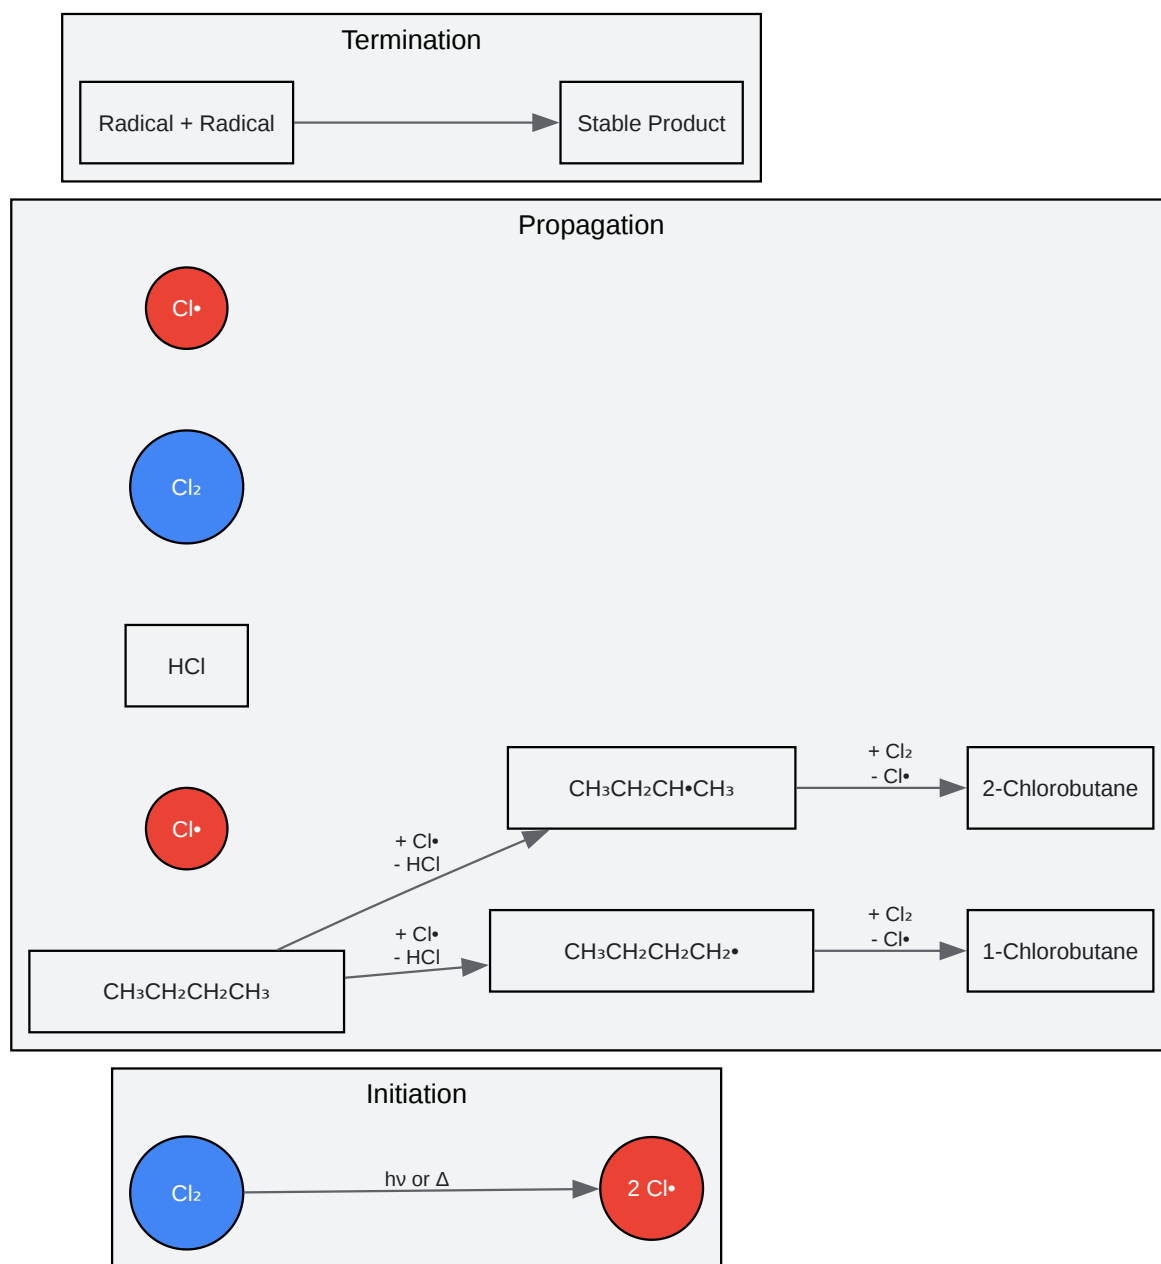 Termination
Radical + Radical
Stable Product
Propagation
Cl•
Cl₂
HCl
CH₃CH₂CH•CH₃
+ Cl₂
- Cl•
2-Chlorobutane
Cl•
+ Cl•
- HCl
CH₃CH₂CH₂CH₃
+ Cl•
- HCl
CH₃CH₂CH₂CH₂•
+ Cl₂
- Cl•
1-Chlorobutane
Initiation
Cl₂
hν or Δ
2 Cl•